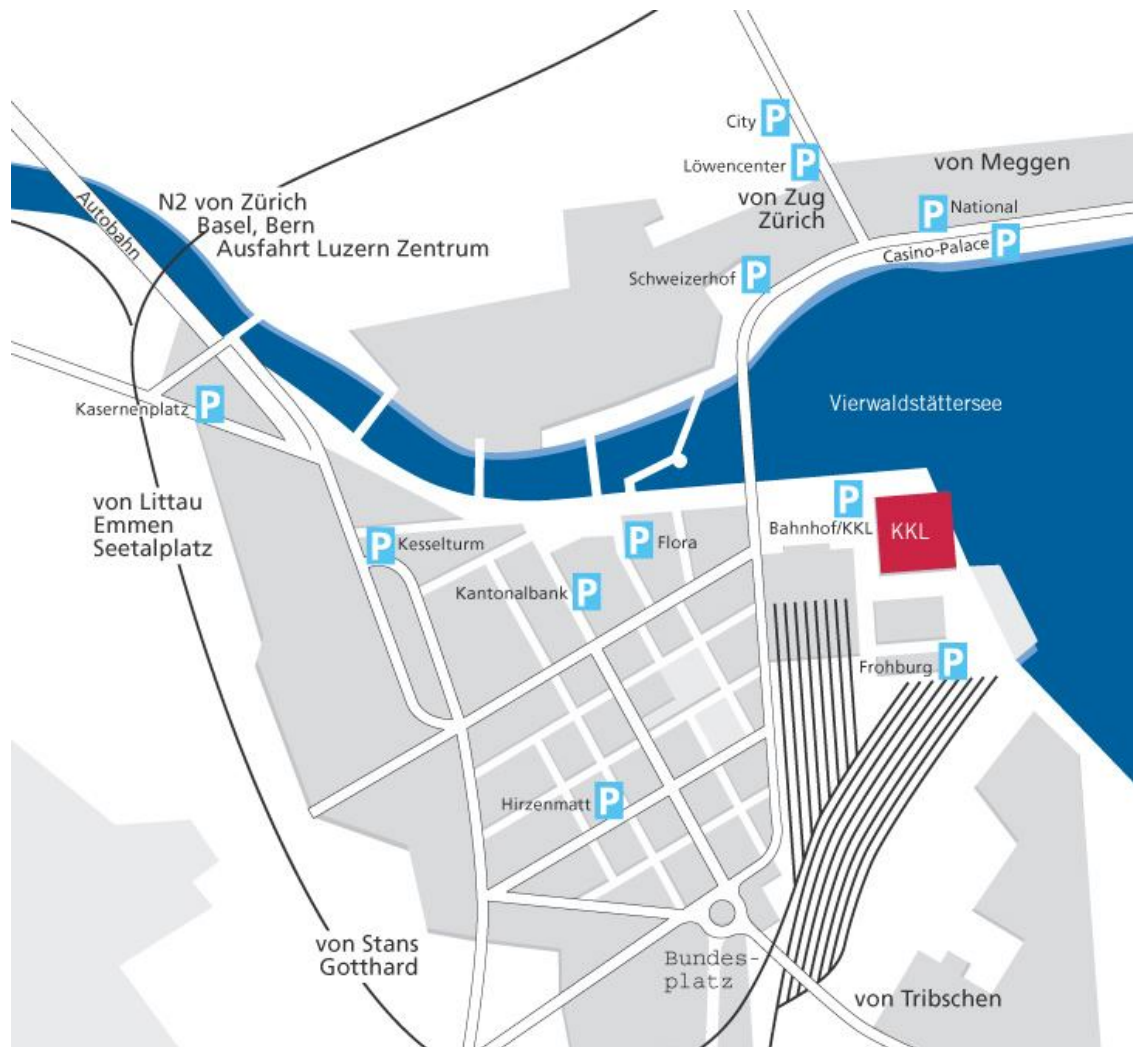 City P
Löwencenter P
von Meggen
von Zug
Zürich
P National
Casino-Palace P
N2 von Zürich
Basel, Bern
Ausfahrt Luzern Zentrum
Autobahn
Schweizerhof P
Kasernenplatz P
Vierwaldstättersee
von Littau
Emmen
Seetalplatz
P
Bahnhof/KKL
KKL
P Kesselturm
P Flora
Kantonalbank P
Frohburg P
Hirzenmatt P
von Stans
Gotthard
Bundes-
platz
von Tribschen